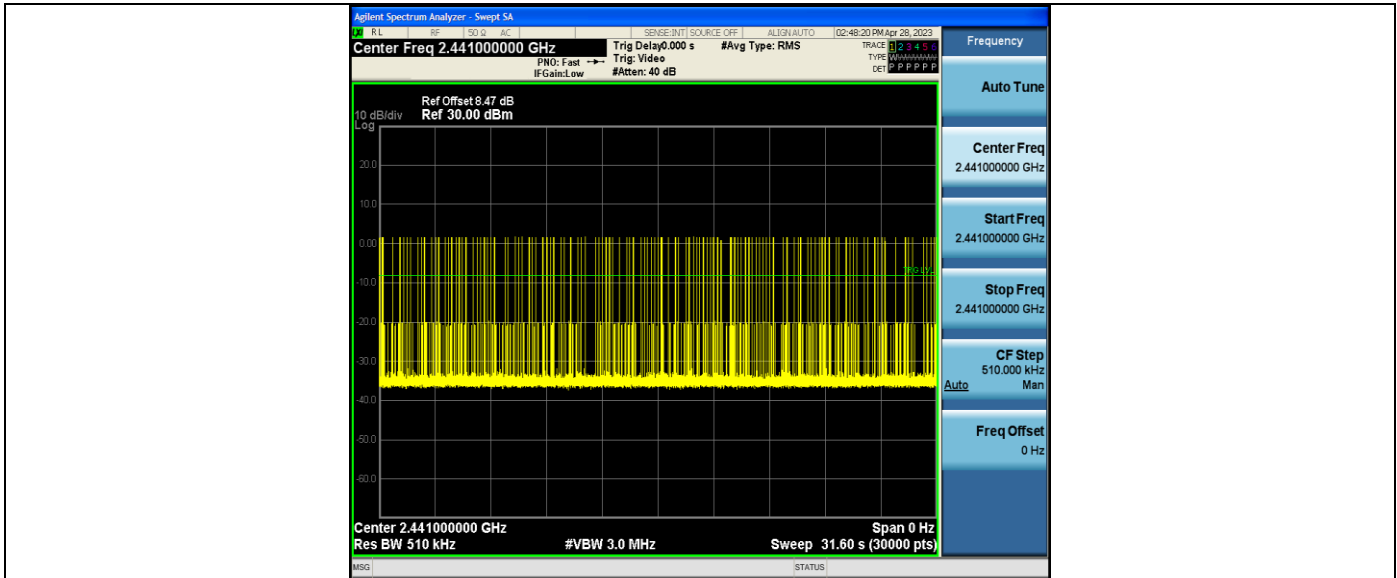 Agilent Spectrum Analyzer - Swept SA
RL RF 50 Ω AC SENSE:INT SOURCE OFF ALIGNAUTO 02:48:20 PM Apr 28, 2023
Center Freq 2.441000000 GHz
Trig Delay0.000 s #Avg Type: RMS
TRACE 1 2 3 4 5 6
PNO: Fast Trig: Video
TYPE WWWWWW
IFGain:Low #Atten: 40 dB
DET P P P P P P
Ref Offset 8.47 dB
10 dB/div Ref 30.00 dBm
Log
20.0
10.0
0.00
TRG LVL
-10.0
-20.0
-30.0
-40.0
-50.0
-60.0
Center 2.441000000 GHz Span 0 Hz
Res BW 510 kHz #VBW 3.0 MHz Sweep 31.60 s (30000 pts)
MSG STATUS
Frequency
Auto Tune
Center Freq
2.441000000 GHz
Start Freq
2.441000000 GHz
Stop Freq
2.441000000 GHz
CF Step
510.000 kHz
Auto Man
Freq Offset
0 Hz